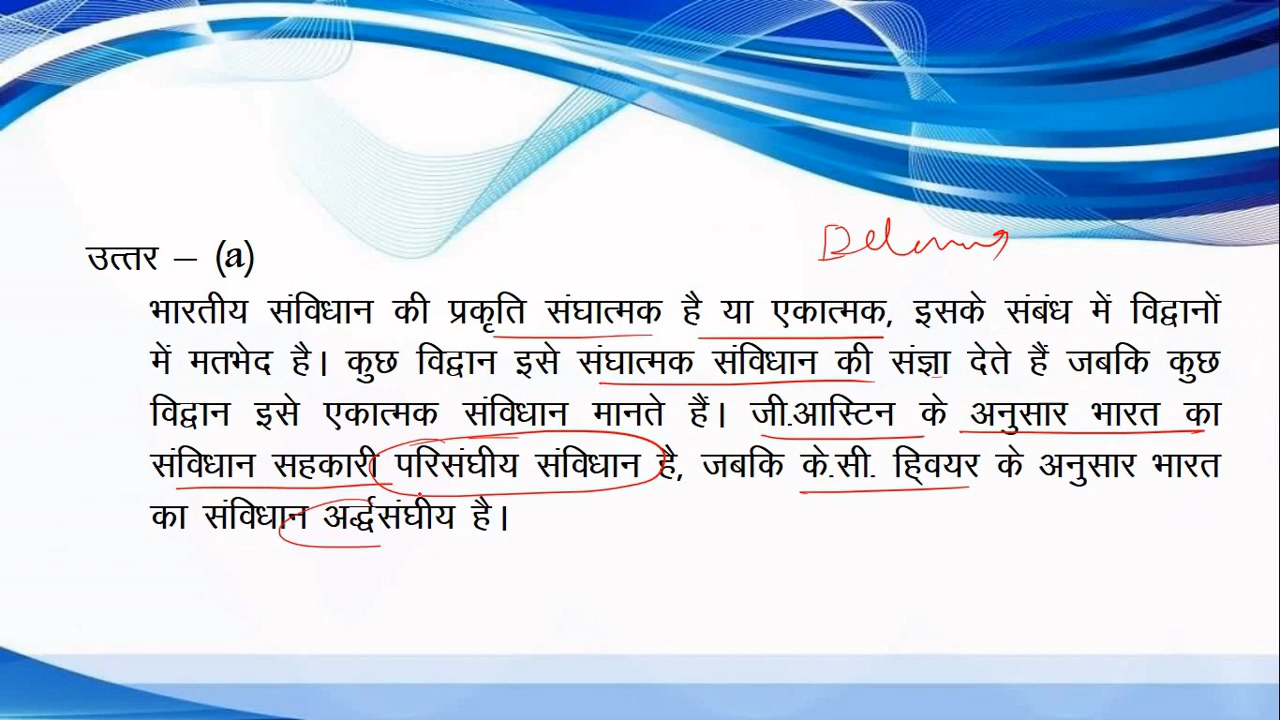 उत्तर – (a)
भारतीय संविधान की प्रकृति संघात्मक है या एकात्मक, इसके संबंध में विद्वानों
में मतभेद है। कुछ विद्वान इसे संघात्मक संविधान की संज्ञा देते हैं जबकि कुछ
विद्वान इसे एकात्मक संविधान मानते हैं। जी.आस्टिन के अनुसार भारत का
संविधान सहकारी परिसंघीय संविधान है, जबकि के.सी. ह्वियर के अनुसार भारत
का संविधान अर्द्धसंघीय है।